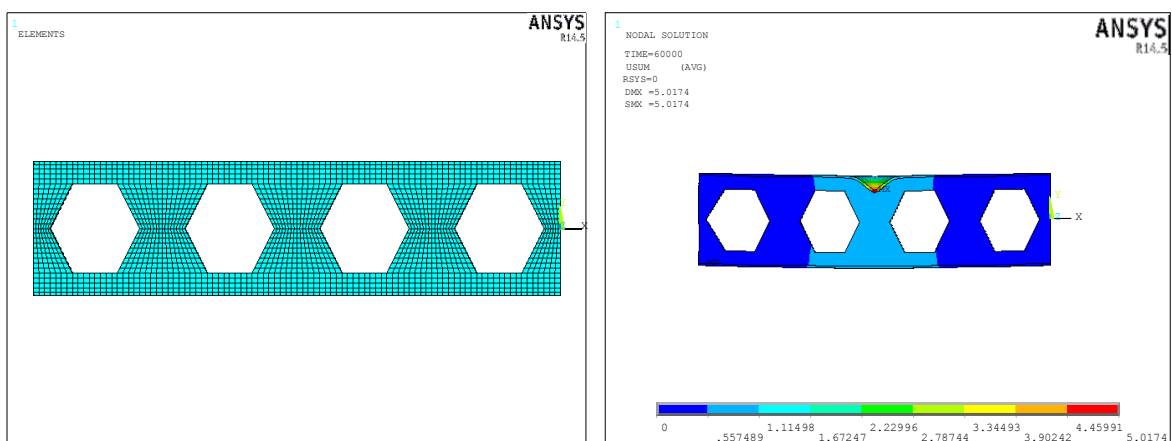 1
ELEMENTS
ANSYS
R14.5
Y
Z
X
1
NODAL SOLUTION
TIME=60000
USUM (AVG)
RSYS=0
DMX =5.0174
SMX =5.0174
ANSYS
R14.5
MX
Y
Z
X
0
.557489
1.11498
1.67247
2.22996
2.78744
3.34493
3.90242
4.45991
5.0174